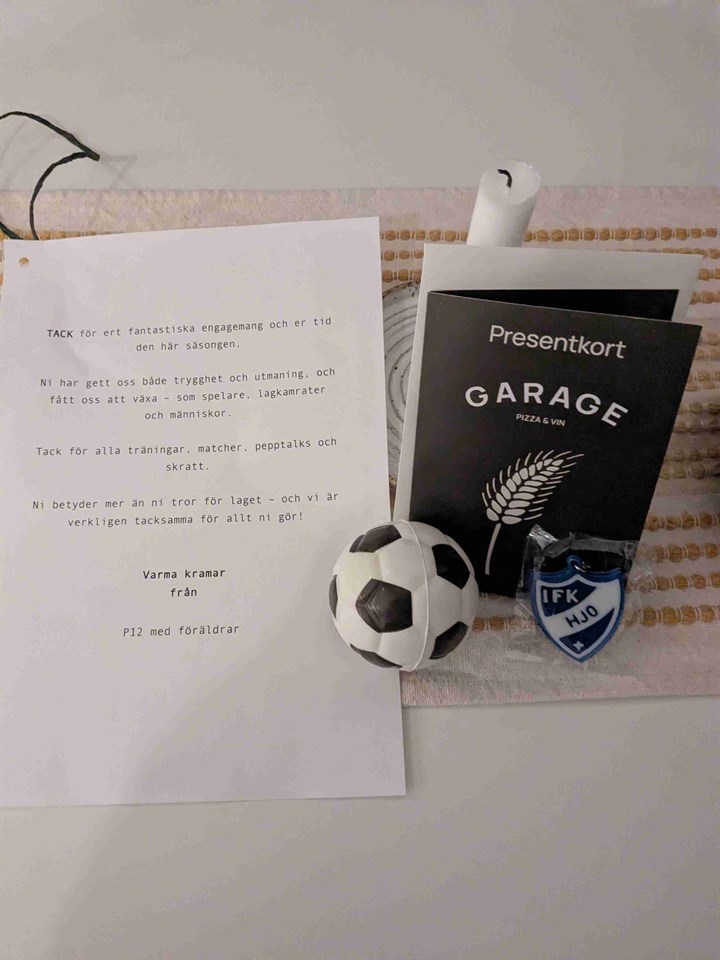 TACK för ert fantastiska engagemang och er tid
den här säsongen.
Ni har gett oss både trygghet och utmaning, och
fått oss att växa – som spelare, lagkamrater
och människor.
Tack för alla träningar, matcher, pepptalks och
skratt.
Ni betyder mer än ni tror för laget – och vi är
verkligen tacksamma för allt ni gör!
Varma kramar
från
P12 med föräldrar
Presentkort
GARAGE
PIZZA & VIN
IFK
HJO